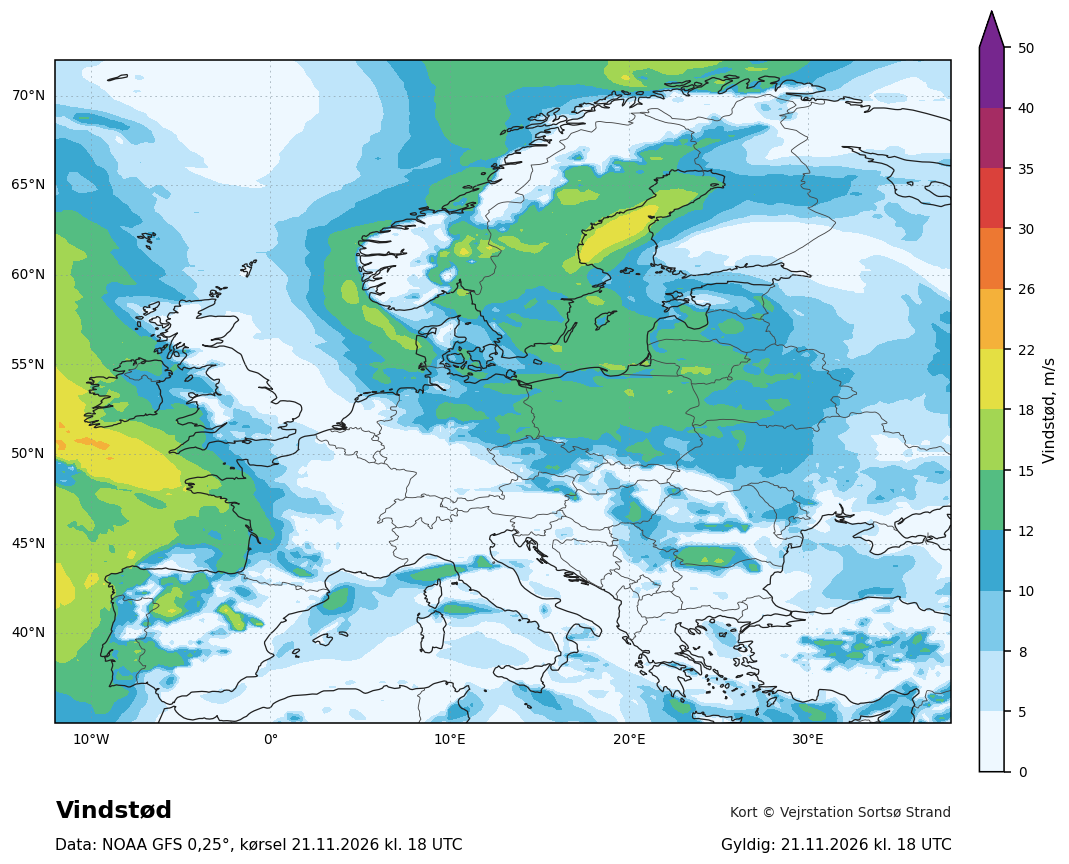 50
40
35
30
26
22
18
15
12
10
8
5
0
Vindstød, m/s
70°N
65°N
60°N
55°N
50°N
45°N
40°N
10°W
0°
10°E
20°E
30°E
Vindstød
Kort © Vejrstation Sortsø Strand
Data: NOAA GFS 0,25°, kørsel 21.11.2026 kl. 18 UTC
Gyldig: 21.11.2026 kl. 18 UTC